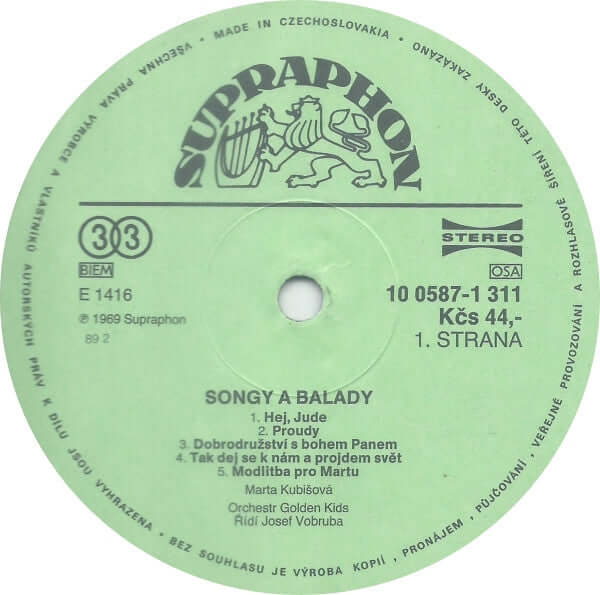 • MADE IN CZECHOSLOVAKIA • VŠECHNA PRÁVA VÝROBCE A VLASTNÍKŮ AUTORSKÝCH PRÁV K DÍLU JSOU VYHRAZENA • BEZ SOUHLASU JE VÝROBA KOPIÍ, PRONÁJEM, PŮJČOVÁNÍ, VEŘEJNÉ PROVOZOVÁNÍ A ROZHLASOVÉ ŠÍŘENÍ TÉTO DESKY ZAKÁZÁNO
SUPRAPHON
33
STEREO
BIEM
OSA
E 1416
10 0587-1 311
℗ 1969 Supraphon
Kčs 44,-
89 2
1. STRANA
SONGY A BALADY
1. Hej, Jude
2. Proudy
3. Dobrodružství s bohem Panem
4. Tak dej se k nám a projdem svět
5. Modlitba pro Martu
Marta Kubišová
Orchestr Golden Kids
Řídí Josef Vobruba